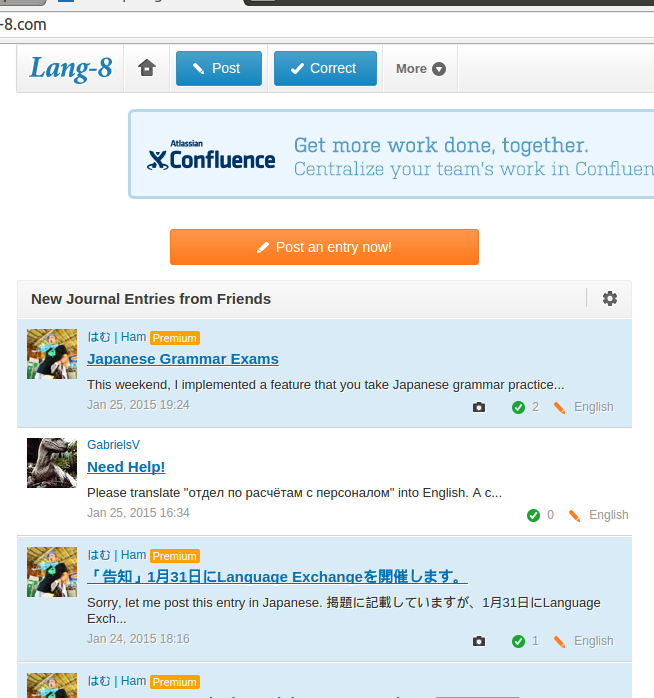 -8.com
Lang-8 Post Correct More
Atlassian
Confluence
Get more work done, together.
Centralize your team's work in Confluen
Post an entry now!
New Journal Entries from Friends
はむ | Ham Premium
Japanese Grammar Exams
This weekend, I implemented a feature that you take Japanese grammar practice...
Jan 25, 2015 19:24 2 English
GabrielsV
Need Help!
Please translate "отдел по расчётам с персоналом" into English. A c...
Jan 25, 2015 16:34 0 English
はむ | Ham Premium
「告知」1月31日にLanguage Exchangeを開催します。
Sorry, let me post this entry in Japanese. 掲題に記載していますが、1月31日にLanguage
Exch...
Jan 24, 2015 18:16 1 English
はむ | Ham Premium